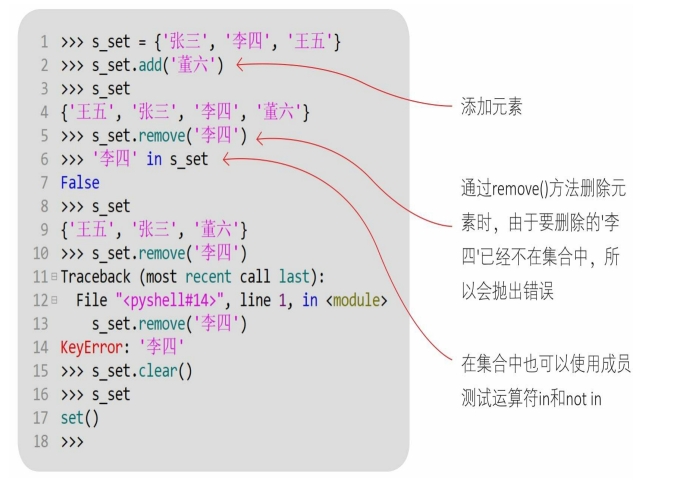 1 >>> s_set = {'张三', '李四', '王五'}
2 >>> s_set.add('董六')
3 >>> s_set
4 {'王五', '张三', '李四', '董六'}
5 >>> s_set.remove('李四')
6 >>> '李四' in s_set
7 False
8 >>> s_set
9 {'王五', '张三', '董六'}
10 >>> s_set.remove('李四')
11 Traceback (most recent call last):
12 File "<pyshell#14>", line 1, in <module>
13 s_set.remove('李四')
14 KeyError: '李四'
15 >>> s_set.clear()
16 >>> s_set
17 set()
18 >>>
添加元素
通过remove()方法删除元
素时，由于要删除的'李
四'已经不在集合中，所
以会抛出错误
在集合中也可以使用成员
测试运算符in和not in